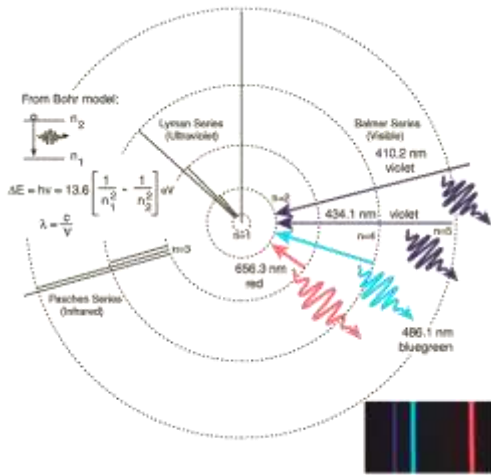 From Bohr model:
n2
n1
ΔE = hν = 13.6 [ 1/n1² - 1/n2² ] eV
λ = c/V
Lyman Series
(Ultraviolet)
Balmer Series
(Visible)
410.2 nm
violet
n=2
434.1 nm violet
n=5
n=4
n=1
n=3
656.3 nm
red
Pasches Series
(Infrared)
486.1 nm
bluegreen